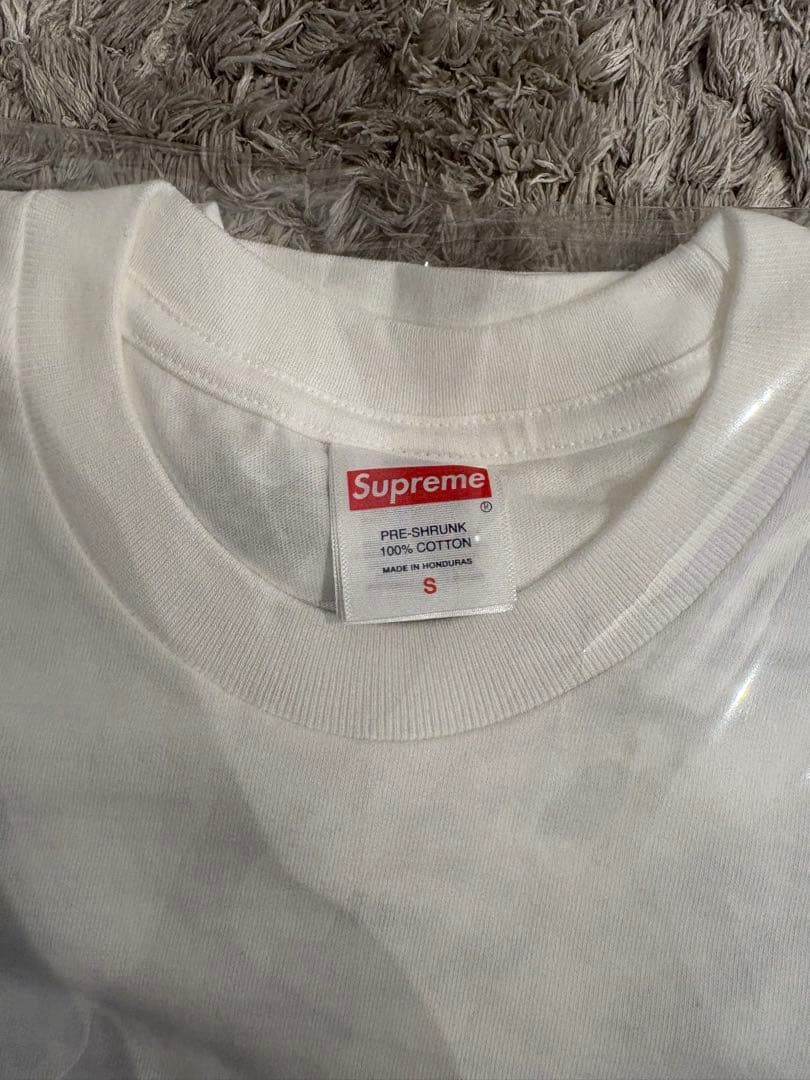 Supreme
®
PRE-SHRUNK
100% COTTON
MADE IN HONDURAS
S